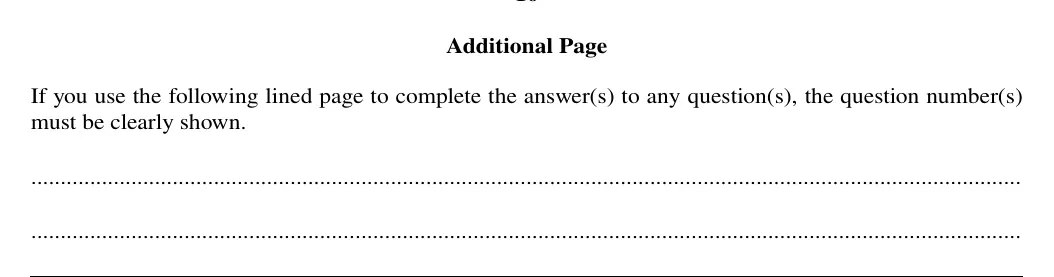 Additional Page
If you use the following lined page to complete the answer(s) to any question(s), the question number(s)
must be clearly shown.
................................................................................................................................................................
................................................................................................................................................................